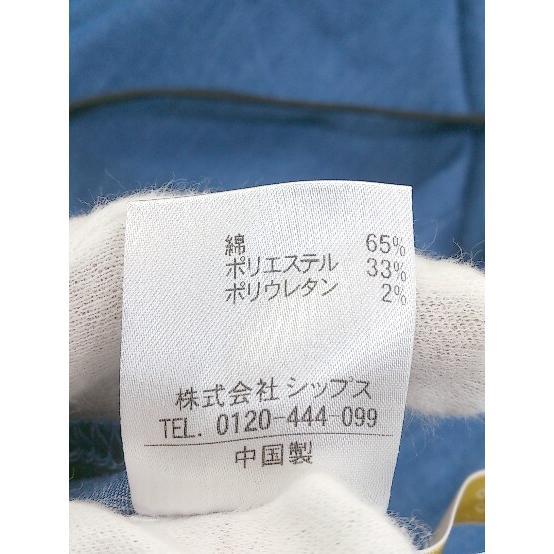 綿 65%
ポリエステル 33%
ポリウレタン 2%
株式会社 シップス
TEL. 0120-444-099
中国製